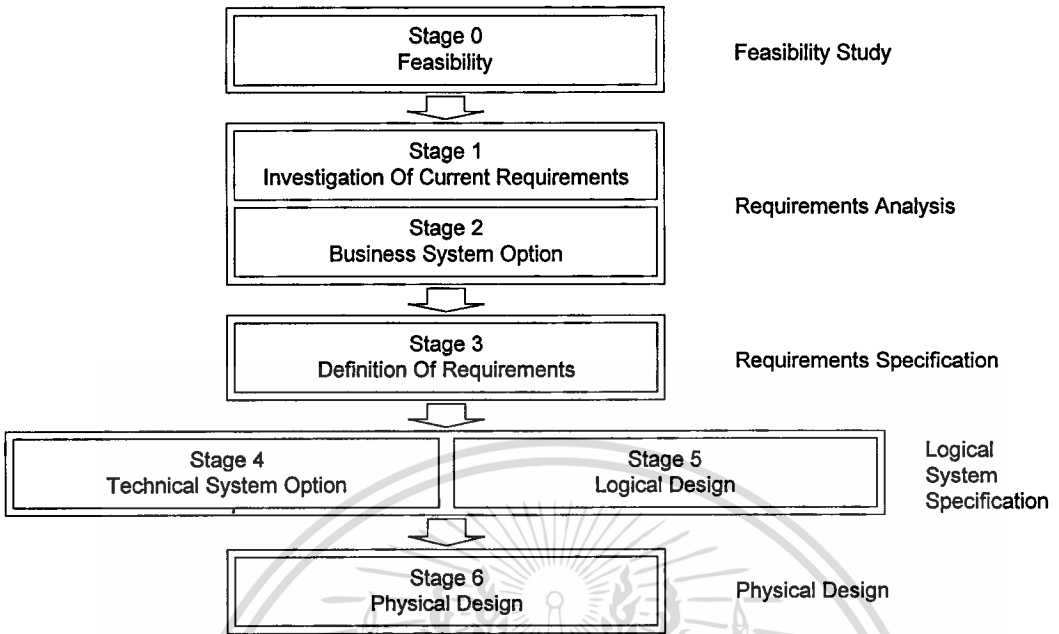 Stage 0
Feasibility
Feasibility Study
Stage 1
Investigation Of Current Requirements
Stage 2
Business System Option
Requirements Analysis
Stage 3
Definition Of Requirements
Requirements Specification
Stage 4
Technical System Option
Stage 5
Logical Design
Logical
System
Specification
Stage 6
Physical Design
Physical Design